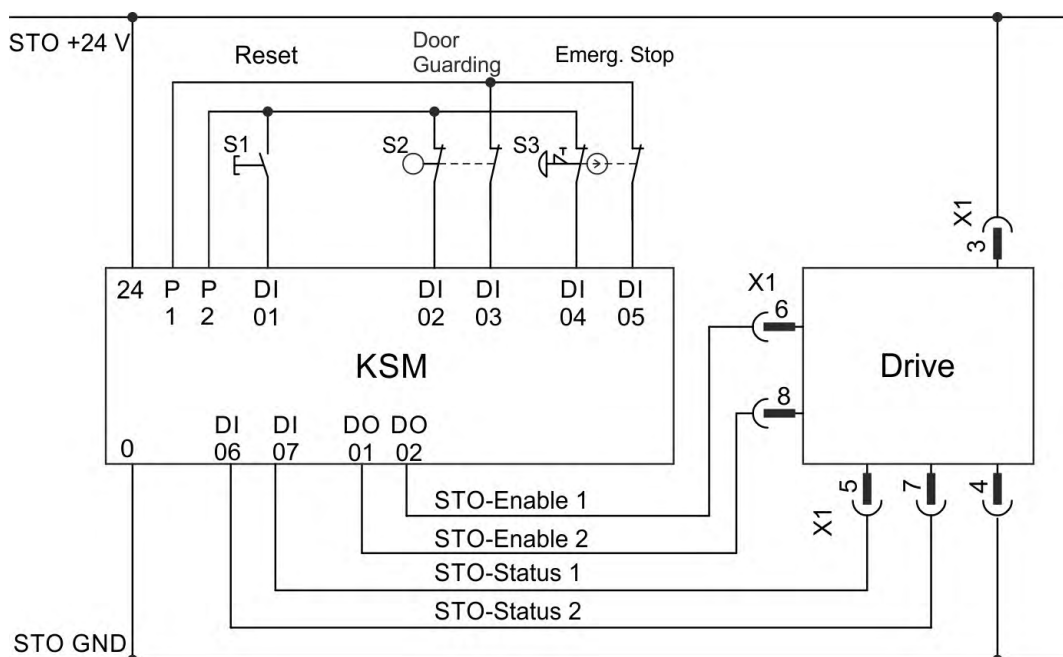 STO +24 V
Reset
Door
Guarding
Emerg. Stop
S1
S2
S3
X1
3
24 P P DI DI DI DI DI
1 2 01 02 03 04 05
X1
6
KSM
Drive
8
0
DI DI DO DO
06 07 01 02
5
7
4
X1
STO-Enable 1
STO-Enable 2
STO-Status 1
STO-Status 2
STO GND